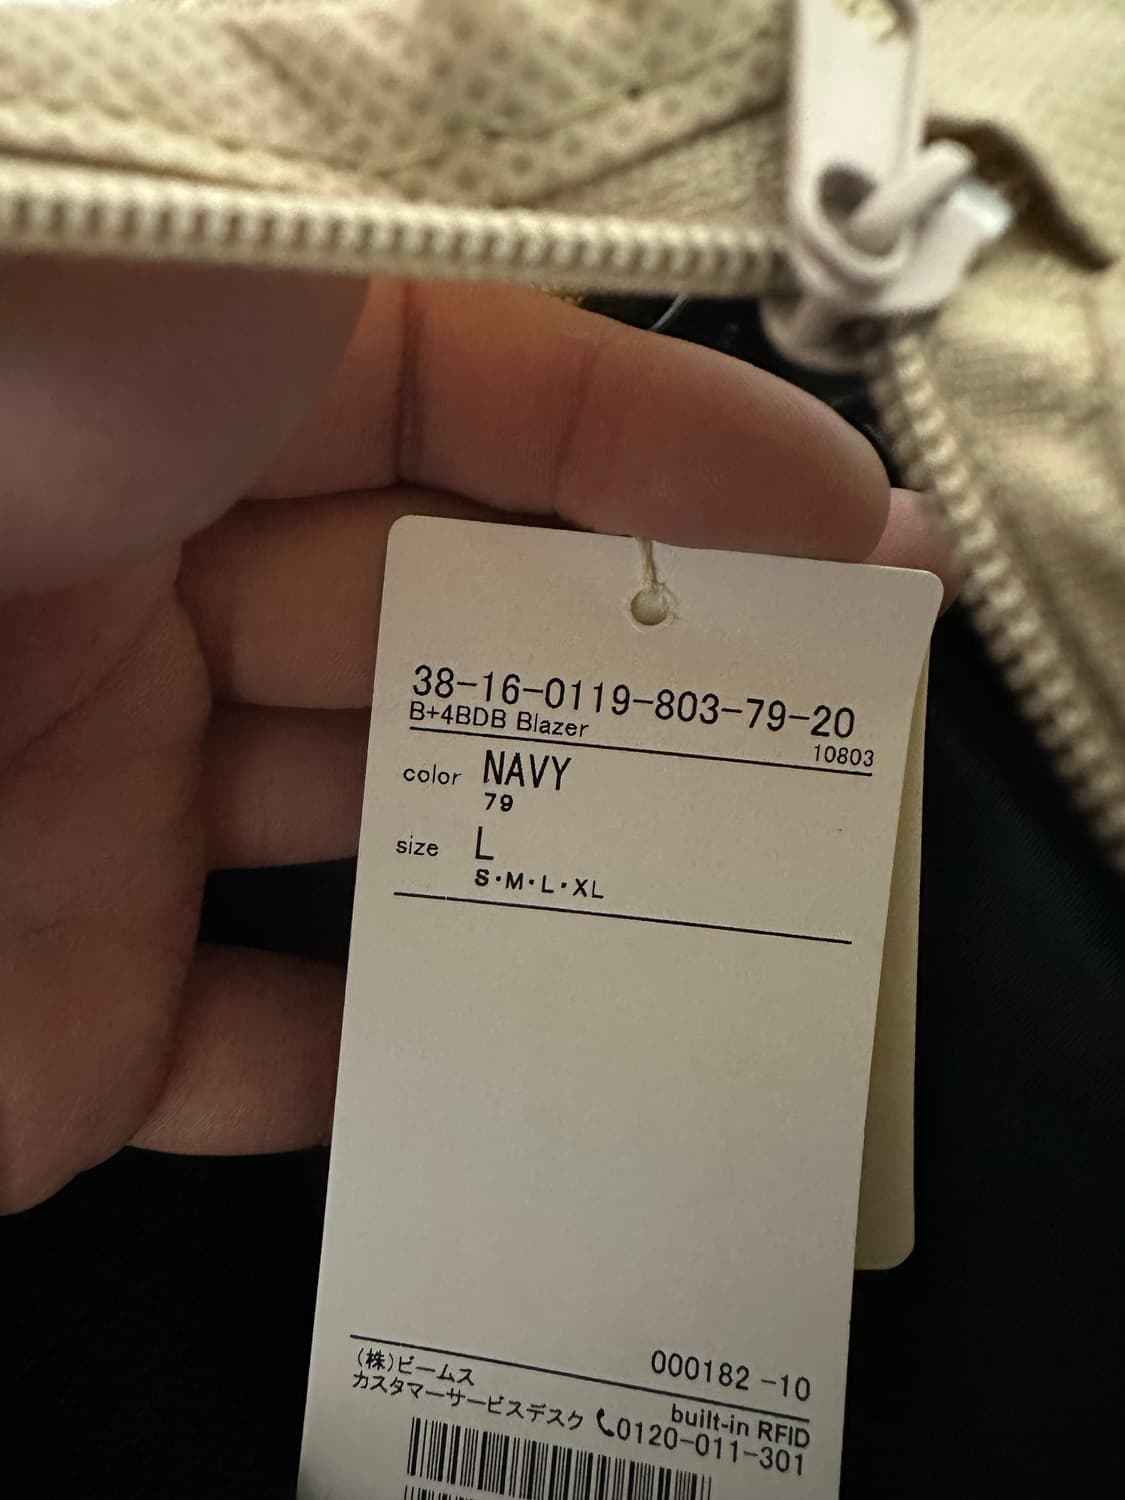 38-16-0119-803-79-20
B+4BDB Blazer
10803
color NAVY
79
size L
S・M・L・XL
000182 -10
(株)ビームス
built-in RFID
カスタマーサービスデスク 0120-011-301